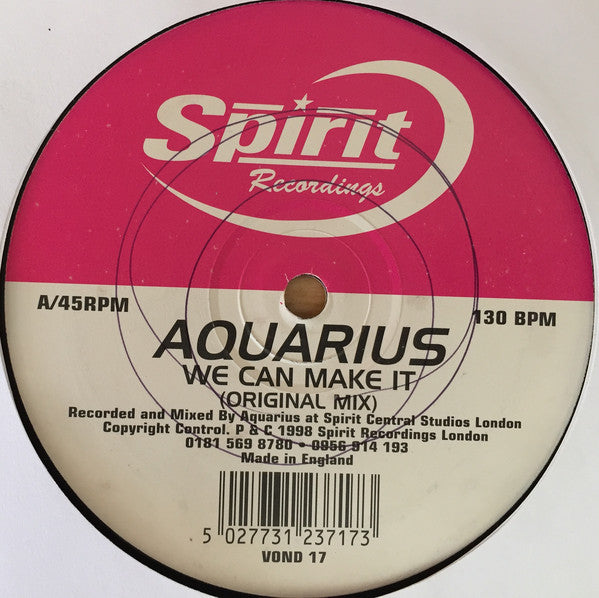 Spirit
Recordings
A/45RPM
130 BPM
AQUARIUS
WE CAN MAKE IT
(ORIGINAL MIX)
Recorded and Mixed By Aquarius at Spirit Central Studios London
Copyright Control. P & C 1998 Spirit Recordings London
0181 569 8780 - 0956 914 193
Made in England
5 027731 237173
VOND 17